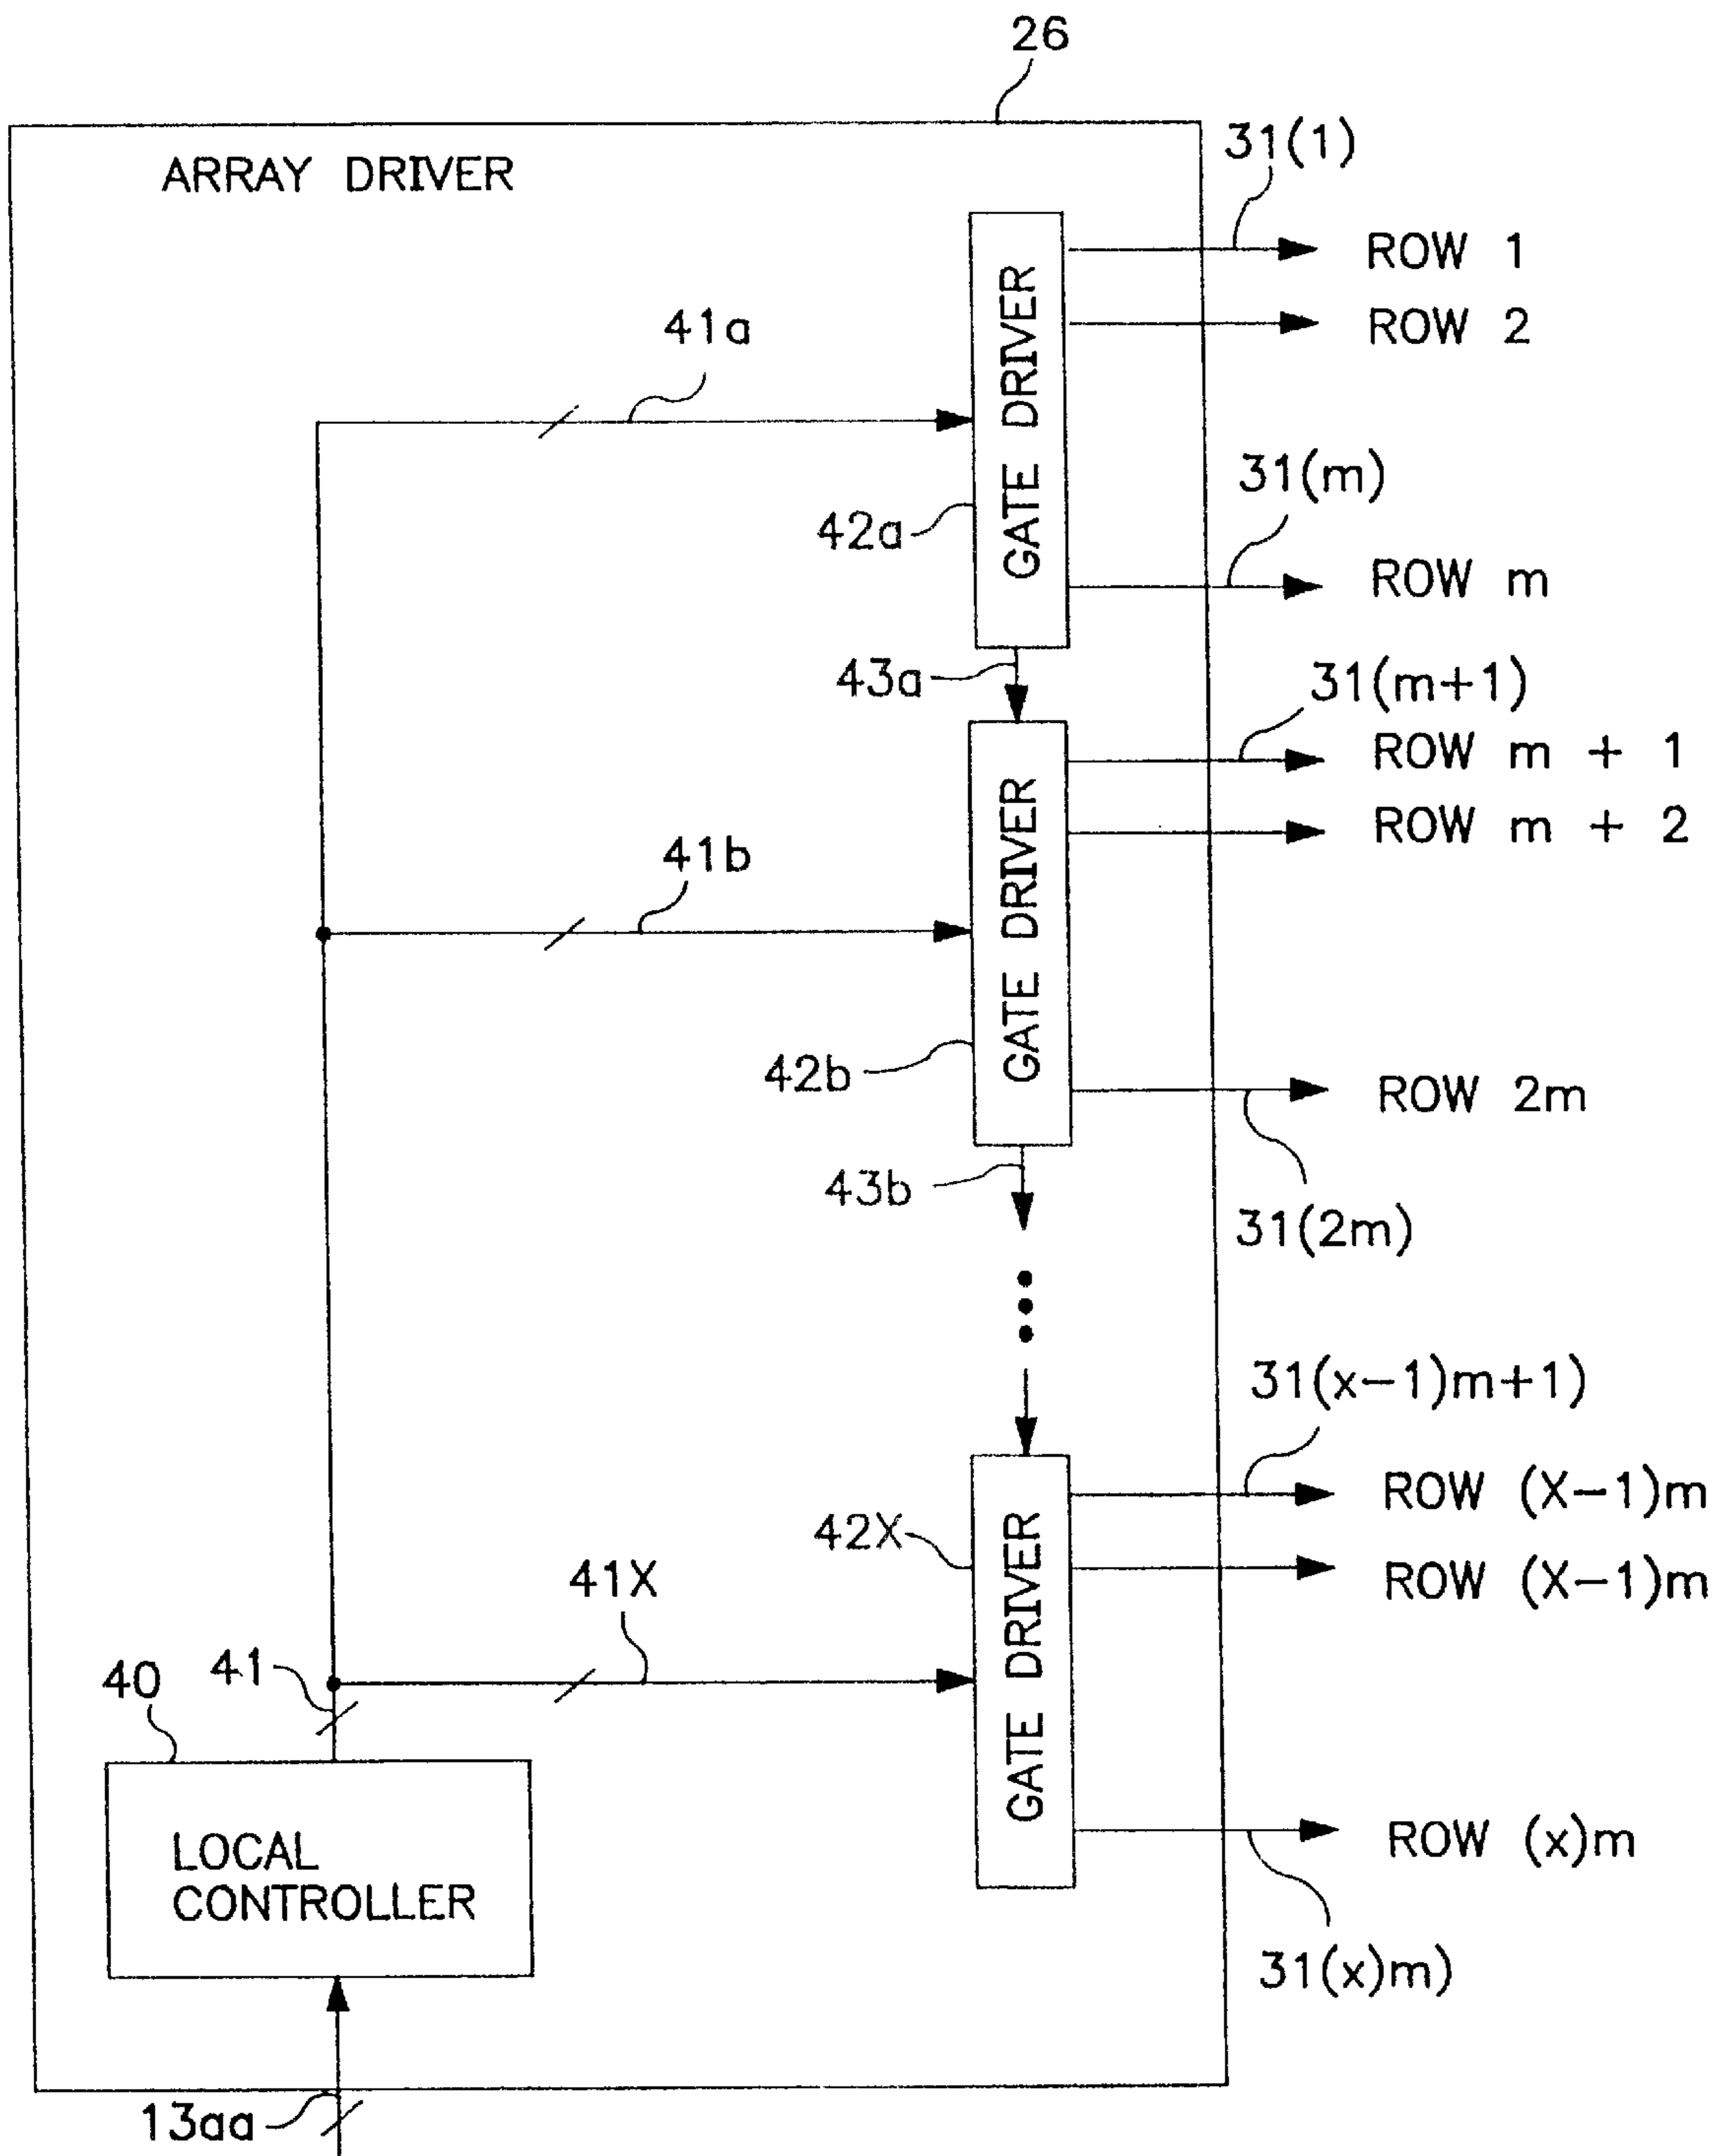 26
ARRAY DRIVER
31(1)
ROW 1
ROW 2
41a
GATE DRIVER
42a
31(m)
ROW m
43a
31(m+1)
ROW m + 1
ROW m + 2
41b
GATE DRIVER
42b
ROW 2m
43b
31(2m)
31(x-1)m+1)
ROW (X-1)m
42X
ROW (X-1)m
41X
GATE DRIVER
40
41
ROW (x)m
LOCAL
CONTROLLER
31(x)m)
13aa